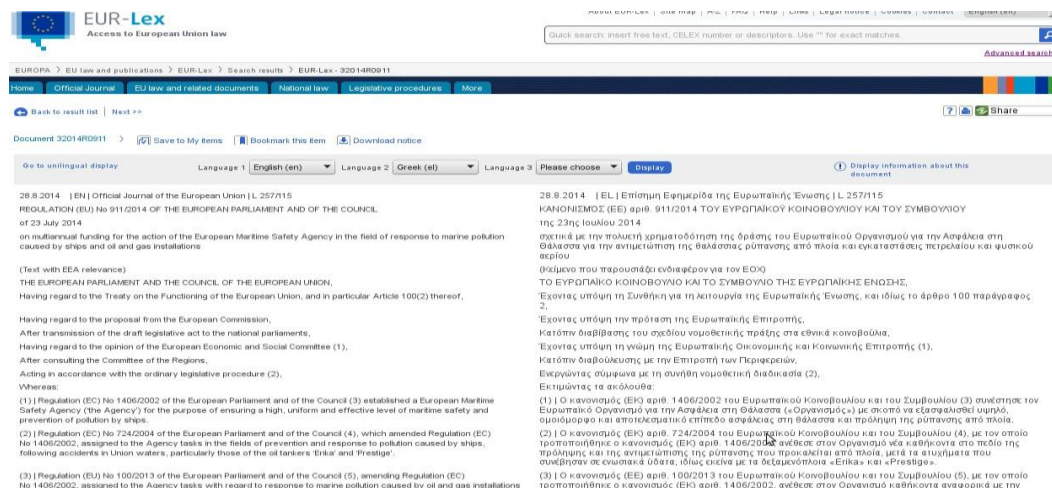 EUR-Lex
Access to European Union law
About EUR-Lex | Site map | A-Z | FAQ | Help | Links | Legal notice | Cookies | Contact English (en)
Quick search: insert free text, CELEX number or descriptors. Use "" for exact matches.
Advanced search
EUROPA > EU law and publications > EUR-Lex > Search results > EUR-Lex - 32014R0911
Home Official Journal EU law and related documents National law Legislative procedures More
Back to result list | Next >>
? Share
Document 32014R0911 > Save to My items Bookmark this item Download notice
Go to unilingual display Language 1 English (en) Language 2 Greek (el) Language 3 Please choose Display
Display information about this
document
28.8.2014 | EN | Official Journal of the European Union | L 257/115
REGULATION (EU) No 911/2014 OF THE EUROPEAN PARLIAMENT AND OF THE COUNCIL
of 23 July 2014
on multiannual funding for the action of the European Maritime Safety Agency in the field of response to marine pollution
caused by ships and oil and gas installations
(Text with EEA relevance)
THE EUROPEAN PARLIAMENT AND THE COUNCIL OF THE EUROPEAN UNION,
Having regard to the Treaty on the Functioning of the European Union, and in particular Article 100(2) thereof,
Having regard to the proposal from the European Commission,
After transmission of the draft legislative act to the national parliaments,
Having regard to the opinion of the European Economic and Social Committee (1),
After consulting the Committee of the Regions,
Acting in accordance with the ordinary legislative procedure (2),
Whereas:
(1) | Regulation (EC) No 1406/2002 of the European Parliament and of the Council (3) established a European Maritime
Safety Agency ('the Agency') for the purpose of ensuring a high, uniform and effective level of maritime safety and
prevention of pollution by ships.
(2) | Regulation (EC) No 724/2004 of the European Parliament and of the Council (4), which amended Regulation (EC)
No 1406/2002, assigned to the Agency tasks in the fields of prevention and response to pollution caused by ships,
following accidents in Union waters, particularly those of the oil tankers 'Erika' and 'Prestige'.
(3) | Regulation (EU) No 100/2013 of the European Parliament and of the Council (5), amending Regulation (EC)
No 1406/2002, assigned to the Agency tasks with regard to response to marine pollution caused by oil and gas installations
28.8.2014 | EL | Επίσημη Εφημερίδα της Ευρωπαϊκής Ένωσης | L 257/115
ΚΑΝΟΝΙΣΜΟΣ (ΕΕ) αριθ. 911/2014 ΤΟΥ ΕΥΡΩΠΑΪΚΟΥ ΚΟΙΝΟΒΟΥΛΙΟΥ ΚΑΙ ΤΟΥ ΣΥΜΒΟΥΛΙΟΥ
της 23ης Ιουλίου 2014
σχετικά με την πολυετή χρηματοδότηση της δράσης του Ευρωπαϊκού Οργανισμού για την Ασφάλεια στη
Θάλασσα για την αντιμετώπιση της θαλάσσιας ρύπανσης από πλοία και εγκαταστάσεις πετρελαίου και φυσικού
αερίου
(Κείμενο που παρουσιάζει ενδιαφέρον για τον ΕΟΧ)
ΤΟ ΕΥΡΩΠΑΪΚΟ ΚΟΙΝΟΒΟΥΛΙΟ ΚΑΙ ΤΟ ΣΥΜΒΟΥΛΙΟ ΤΗΣ ΕΥΡΩΠΑΪΚΗΣ ΕΝΩΣΗΣ,
Έχοντας υπόψη τη Συνθήκη για τη λειτουργία της Ευρωπαϊκής Ένωσης, και ιδίως το άρθρο 100 παράγραφος
2,
Έχοντας υπόψη την πρόταση της Ευρωπαϊκής Επιτροπής,
Κατόπιν διαβίβασης του σχεδίου νομοθετικής πράξης στα εθνικά κοινοβούλια,
Έχοντας υπόψη τη γνώμη της Ευρωπαϊκής Οικονομικής και Κοινωνικής Επιτροπής (1),
Κατόπιν διαβούλευσης με την Επιτροπή των Περιφερειών,
Ενεργώντας σύμφωνα με τη συνήθη νομοθετική διαδικασία (2),
Εκτιμώντας τα ακόλουθα:
(1) | Ο κανονισμός (ΕΚ) αριθ. 1406/2002 του Ευρωπαϊκού Κοινοβουλίου και του Συμβουλίου (3) συνέστησε τον
Ευρωπαϊκό Οργανισμό για την Ασφάλεια στη Θάλασσα («Οργανισμός») με σκοπό να εξασφαλισθεί υψηλό,
ομοιόμορφο και αποτελεσματικό επίπεδο ασφάλειας στη θάλασσα και πρόληψη της ρύπανσης από πλοία.
(2) | Ο κανονισμός (ΕΚ) αριθ. 724/2004 του Ευρωπαϊκού Κοινοβουλίου και του Συμβουλίου (4), με τον οποίο
τροποποιήθηκε ο κανονισμός (ΕΚ) αριθ. 1406/2002, ανέθεσε στον Οργανισμό νέα καθήκοντα στο πεδίο της
πρόληψης και της αντιμετώπισης της ρύπανσης που προκαλείται από πλοία, μετά τα ατυχήματα που
συνέβησαν σε ενωσιακά ύδατα, ιδίως εκείνα με τα δεξαμενόπλοια «Erika» και «Prestige».
(3) | Ο κανονισμός (ΕΕ) αριθ. 100/2013 του Ευρωπαϊκού Κοινοβουλίου και του Συμβουλίου (5), με τον οποίο
τροποποιήθηκε ο κανονισμός (ΕΚ) αριθ. 1406/2002, ανέθεσε στον Οργανισμό καθήκοντα αναφορικά με την